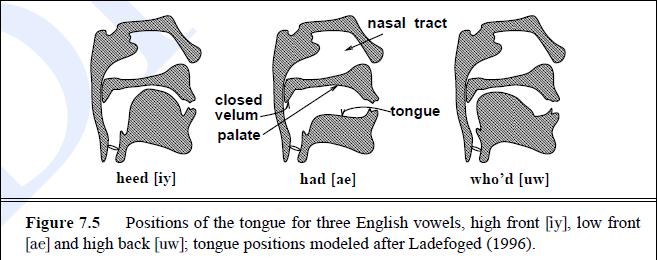 nasal tract
closed
velum
palate
tongue
heed [iy]
had [ae]
who'd [uw]
Figure 7.5 Positions of the tongue for three English vowels, high front [iy], low front
[ae] and high back [uw]; tongue positions modeled after Ladefoged (1996).